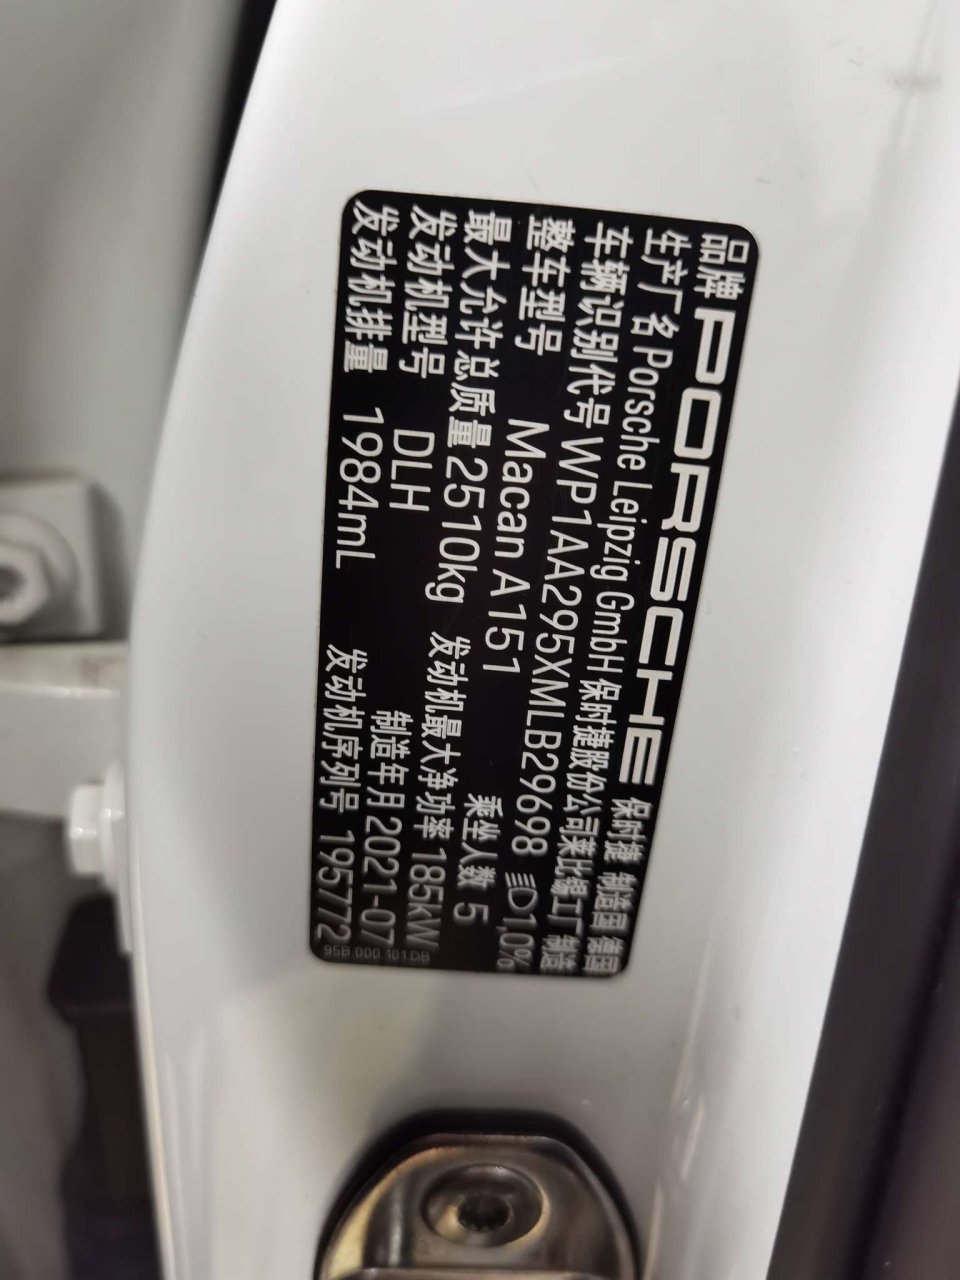 品牌 PORSCHE 保时捷 制造国 德国
生产厂名 Porsche Leipzig GmbH 保时捷股份公司莱比锡工厂 制造
车辆识别代号 WP1AA295XMLB29698 1,0%
整车型号 Macan A151 乘坐人数 5
最大允许总质量 2510kg 发动机最大净功率 185kW
发动机型号 DLH 制造年月 2021-07
发动机排量 1984mL 发动机序列号 195772
95B.000.101.DB